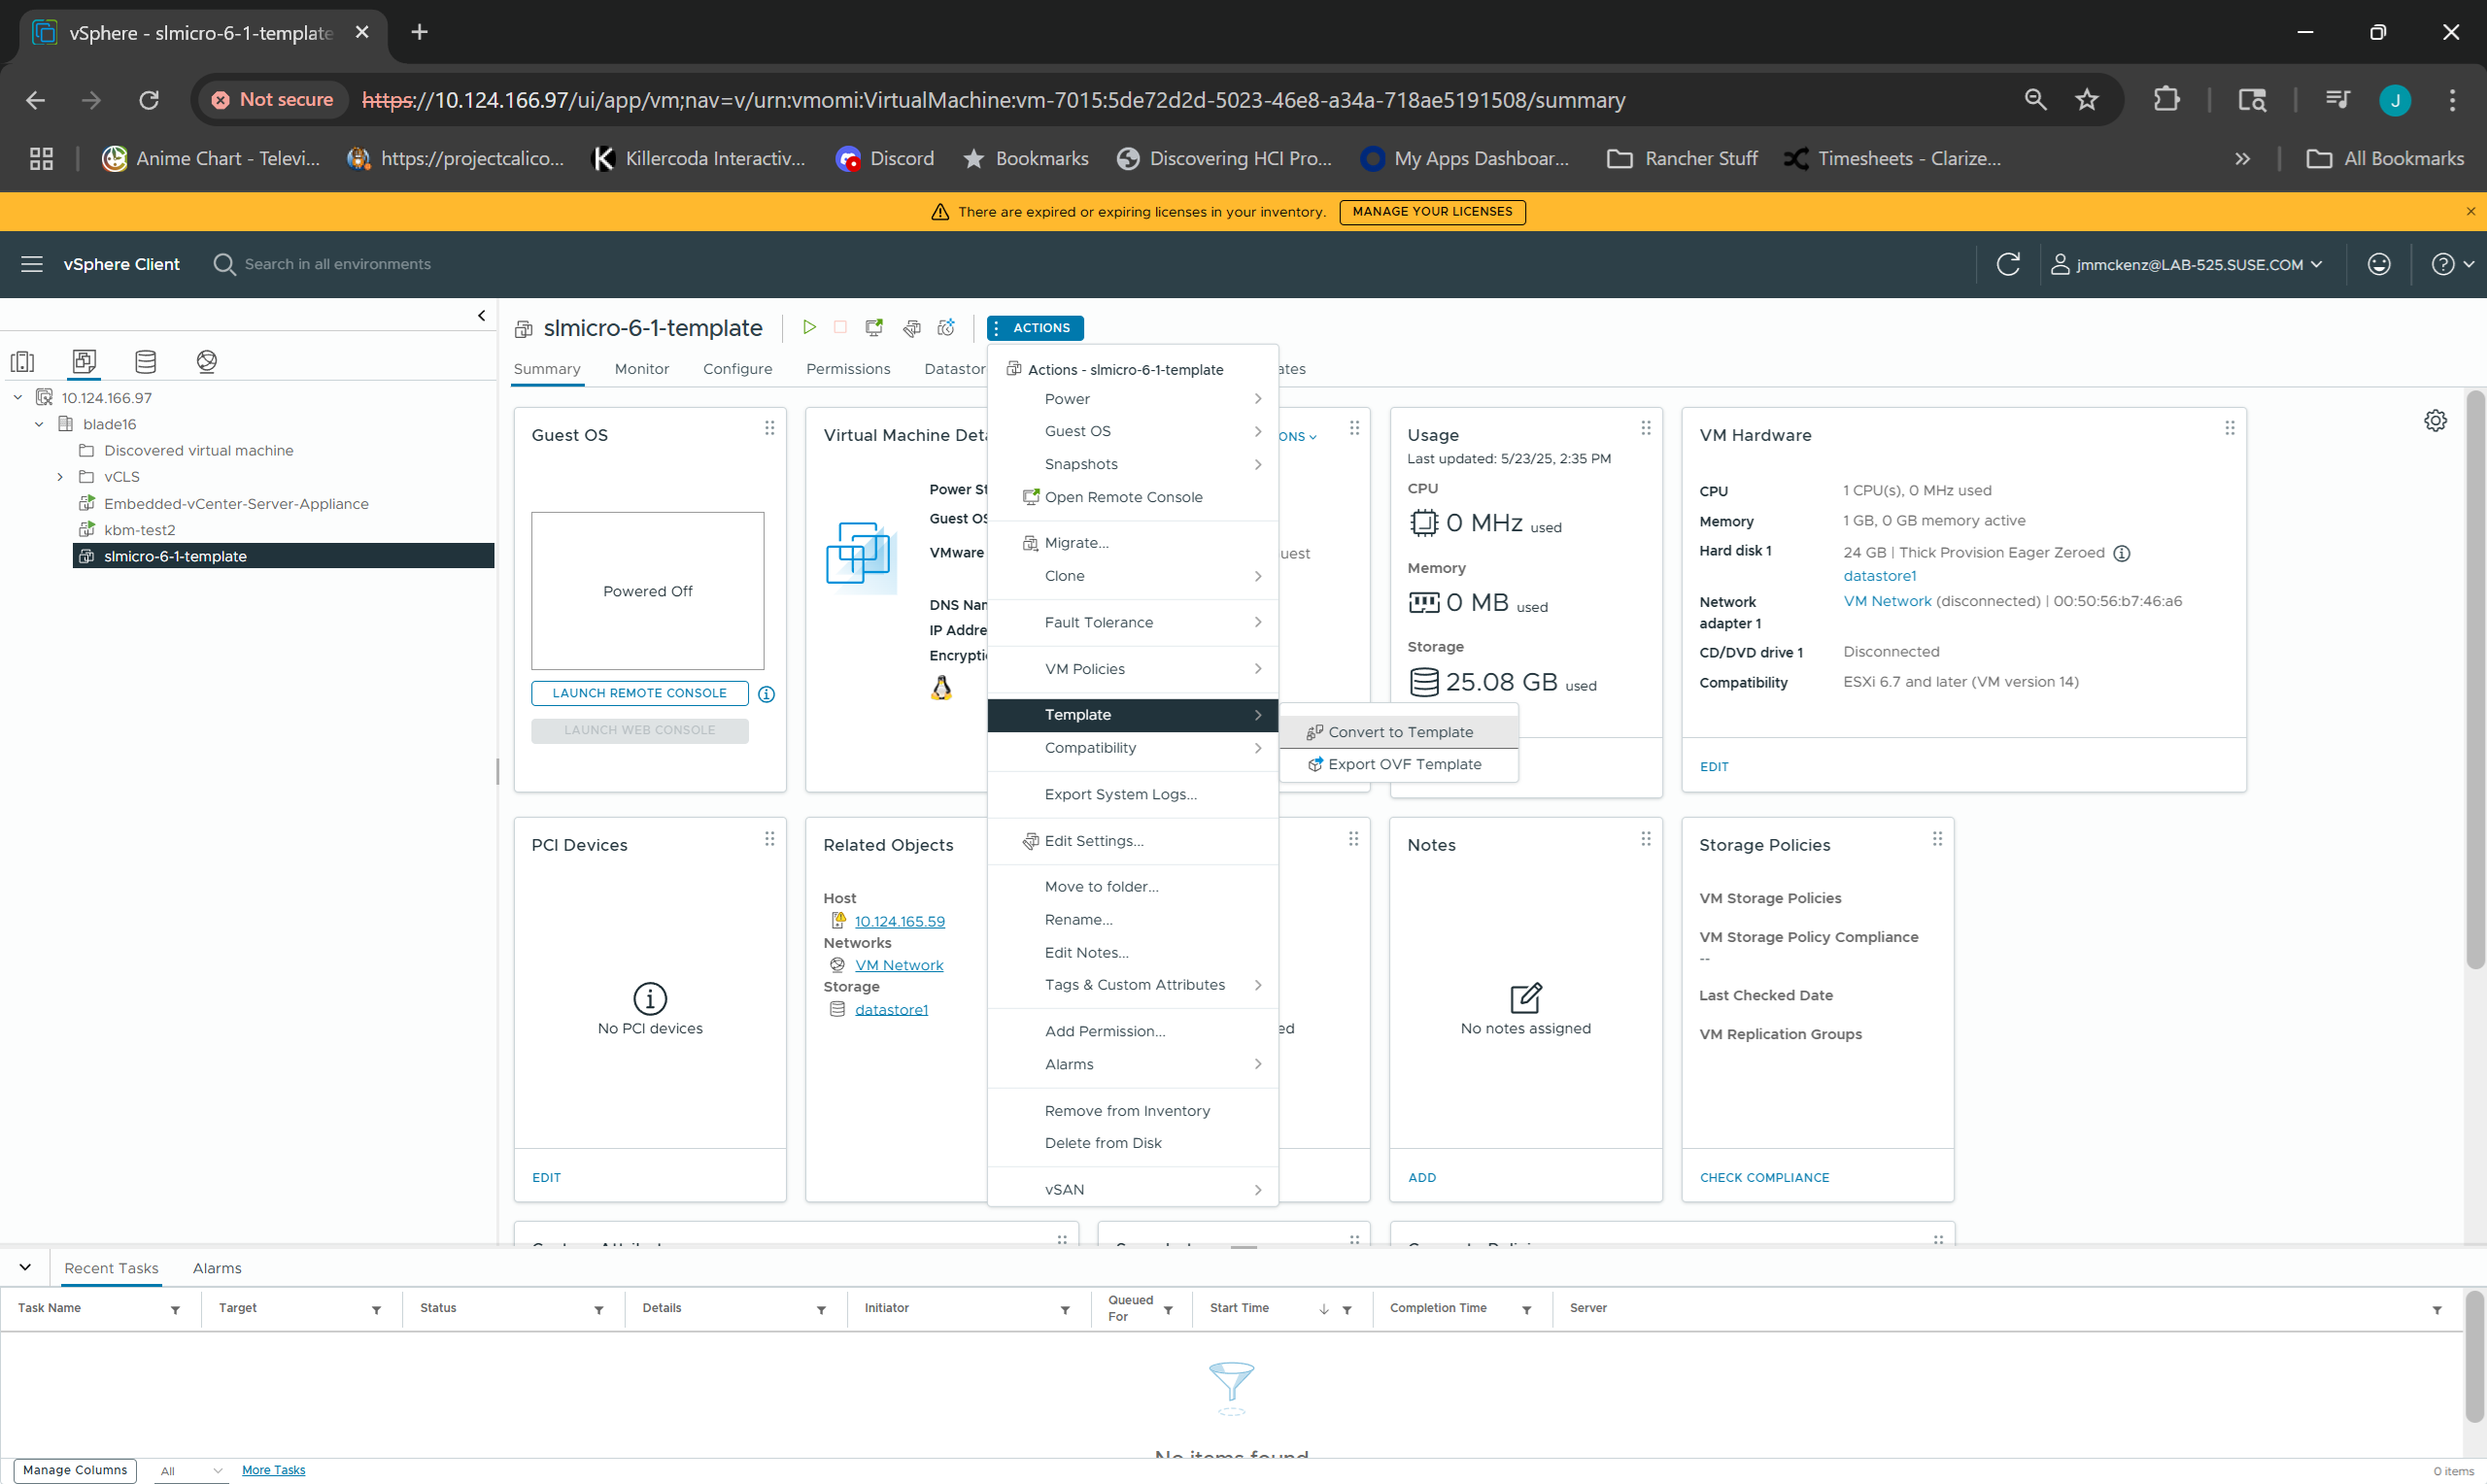 vSphere - slmicro-6-1-template
Not secure
https://10.124.166.97/ui/app/vm;nav=v/urn:vmomi:VirtualMachine:vm-7015:5de72d2d-5023-46e8-a34a-718ae5191508/summary
J
Anime Chart - Televi...
https://projectcalico...
Killercoda Interactiv...
Discord
Bookmarks
Discovering HCI Pro...
My Apps Dashboar...
Rancher Stuff
Timesheets - Clarize...
All Bookmarks
There are expired or expiring licenses in your inventory.
MANAGE YOUR LICENSES
vSphere Client
Search in all environments
jmmckenz@LAB-525.SUSE.COM
10.124.166.97
blade16
Discovered virtual machine
vCLS
Embedded-vCenter-Server-Appliance
kbm-test2
slmicro-6-1-template
slmicro-6-1-template
ACTIONS
Summary
Monitor
Configure
Permissions
Datastor
ates
Actions - slmicro-6-1-template
Power
Guest OS
Snapshots
Open Remote Console
Migrate...
Clone
Fault Tolerance
VM Policies
Template
Compatibility
Export System Logs...
Edit Settings...
Move to folder...
Rename...
Edit Notes...
Tags & Custom Attributes
Add Permission...
Alarms
Remove from Inventory
Delete from Disk
vSAN
Convert to Template
Export OVF Template
Guest OS
Powered Off
LAUNCH REMOTE CONSOLE
LAUNCH WEB CONSOLE
Virtual Machine Deta
ONS
Power St
Guest OS
VMware
uest
DNS Nam
IP Addre
Encrypti
Usage
Last updated: 5/23/25, 2:35 PM
CPU
0 MHz used
Memory
0 MB used
Storage
25.08 GB used
VM Hardware
CPU
1 CPU(s), 0 MHz used
Memory
1 GB, 0 GB memory active
Hard disk 1
24 GB | Thick Provision Eager Zeroed
datastore1
Network adapter 1
VM Network (disconnected) | 00:50:56:b7:46:a6
CD/DVD drive 1
Disconnected
Compatibility
ESXi 6.7 and later (VM version 14)
EDIT
PCI Devices
No PCI devices
EDIT
Related Objects
Host
10.124.165.59
Networks
VM Network
Storage
datastore1
ed
Notes
No notes assigned
ADD
Storage Policies
VM Storage Policies
VM Storage Policy Compliance
--
Last Checked Date
VM Replication Groups
CHECK COMPLIANCE
Recent Tasks
Alarms
Task Name
Target
Status
Details
Initiator
Queued For
Start Time
Completion Time
Server
No items found
Manage Columns
All
More Tasks
0 items